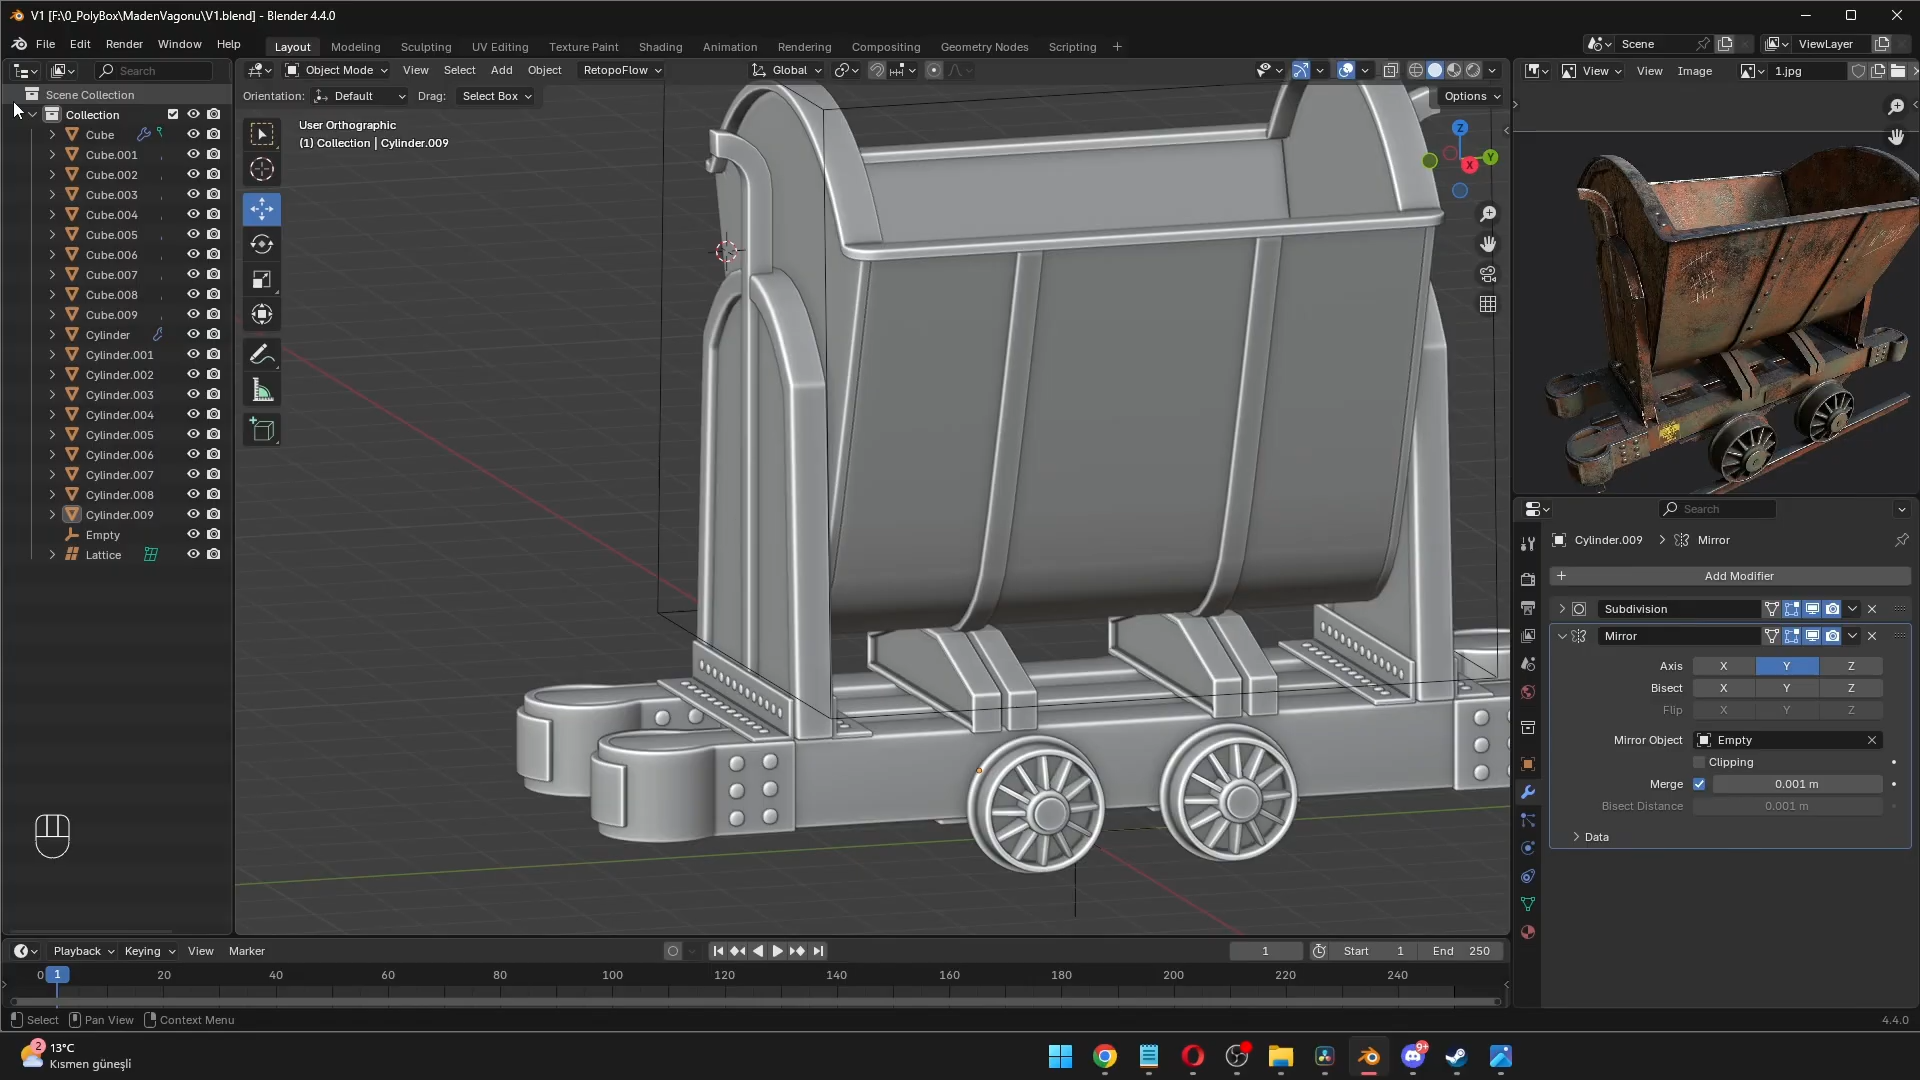 V1 [F:\0_PolyBox\MadenVagonu\V1.blend] - Blender 4.4.0
File Edit Render Window Help
Layout Modeling Sculpting UV Editing Texture Paint Shading Animation Rendering Compositing Geometry Nodes Scripting +
Scene
ViewLayer
Search
Object Mode View Select Add Object RetopoFlow
Global
View View Image 1.jpg
Orientation: Default Drag: Select Box
Options
Scene Collection
Collection
Cube
Cube.001
Cube.002
Cube.003
Cube.004
Cube.005
Cube.006
Cube.007
Cube.008
Cube.009
Cylinder
Cylinder.001
Cylinder.002
Cylinder.003
Cylinder.004
Cylinder.005
Cylinder.006
Cylinder.007
Cylinder.008
Cylinder.009
Empty
Lattice
User Orthographic
(1) Collection | Cylinder.009
Z
Y
X
Search
Cylinder.009 > Mirror
+ Add Modifier
Subdivision
Mirror
Axis X Y Z
Bisect X Y Z
Flip X Y Z
Mirror Object Empty
Clipping
Merge 0.001 m
Bisect Distance 0.001 m
Data
Playback Keying View Marker
1
Start 1
End 250
0 1 20 40 60 80 100 120 140 160 180 200 220 240
Select Pan View Context Menu
4.4.0
2
13°C
Kısmen güneşli
9+